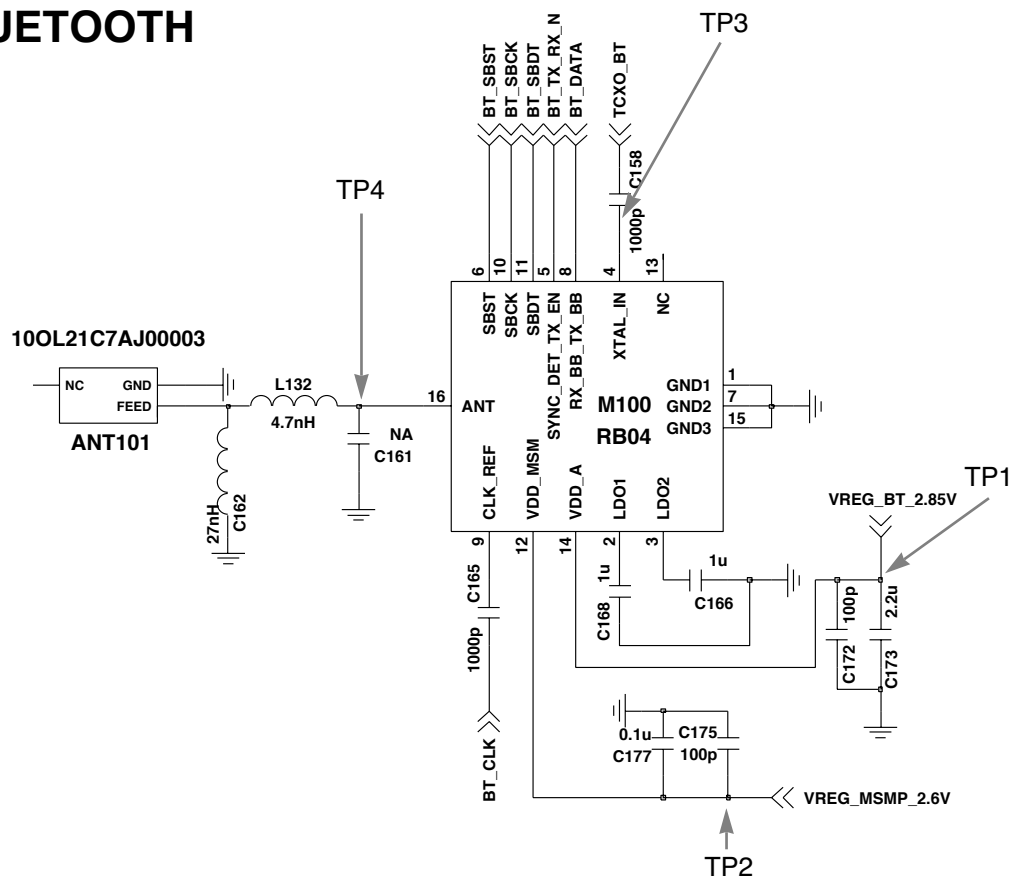 UETOOTH
BT_SBST
BT_SBCK
BT_SBDT
BT_TX_RX_N
BT_DATA
TCXO_BT
TP3
C158
1000p
TP4
6
10
11
5
8
4
13
SBST
SBCK
SBDT
SYNC_DET_TX_EN
RX_BB_TX_BB
XTAL_IN
NC
10OL21C7AJ00003
NC
GND
FEED
ANT101
L132
4.7nH
NA
C161
27nH
C162
16
ANT
M100
RB04
GND1
1
GND2
7
GND3
15
CLK_REF
VDD_MSM
VDD_A
LDO1
LDO2
9
12
14
2
3
C165
1000p
BT_CLK
1u
C168
1u
C166
TP1
VREG_BT_2.85V
100p
C172
2.2u
C173
0.1u
C177
C175
100p
VREG_MSMP_2.6V
TP2